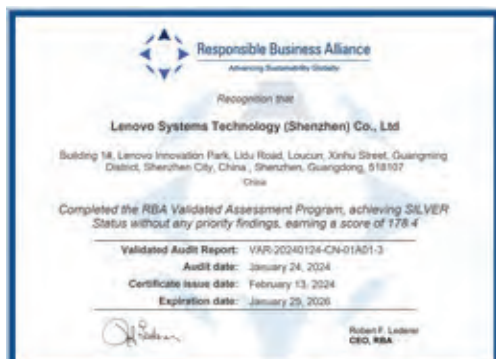 Responsible Business Alliance
Advancing Sustainability Globally
Recognition that
Lenovo Systems Technology (Shenzhen) Co., Ltd
Building 1#, Lenovo Innovation Park, Lidu Road, Loucun, Xinhu Street, Guangming
District, Shenzhen City, China , Shenzhen, Guangdong, 518107
China
Completed the RBA Validated Assessment Program, achieving SILVER
Status without any priority findings, earning a score of 178.4
Validated Audit Report: VAR-20240124-CN-01A01-3
Audit date: January 24, 2024
Certificate issue date: February 13, 2024
Expiration date: January 25, 2026
Robert F. Lederer
CEO, RBA